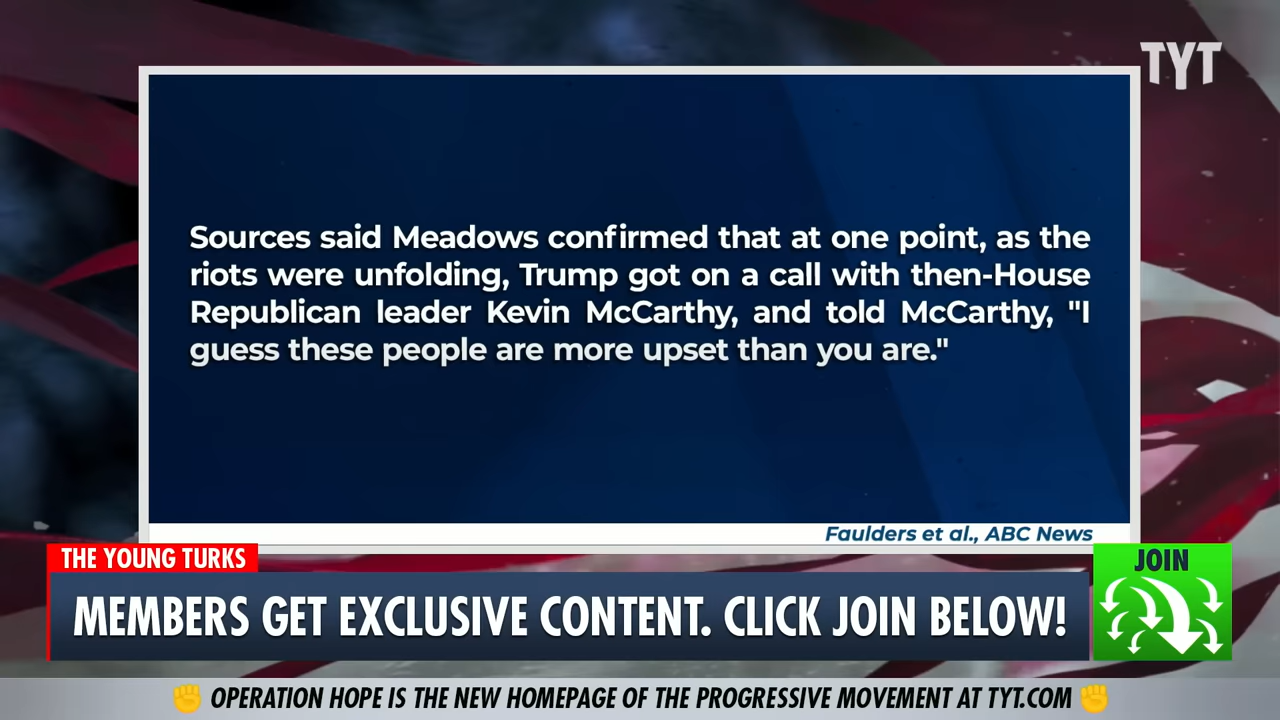 TYT
Sources said Meadows confirmed that at one point, as the
riots were unfolding, Trump got on a call with then-House
Republican leader Kevin McCarthy, and told McCarthy, "I
guess these people are more upset than you are."
Faulders et al., ABC News
THE YOUNG TURKS
MEMBERS GET EXCLUSIVE CONTENT. CLICK JOIN BELOW!
JOIN
OPERATION HOPE IS THE NEW HOMEPAGE OF THE PROGRESSIVE MOVEMENT AT TYT.COM